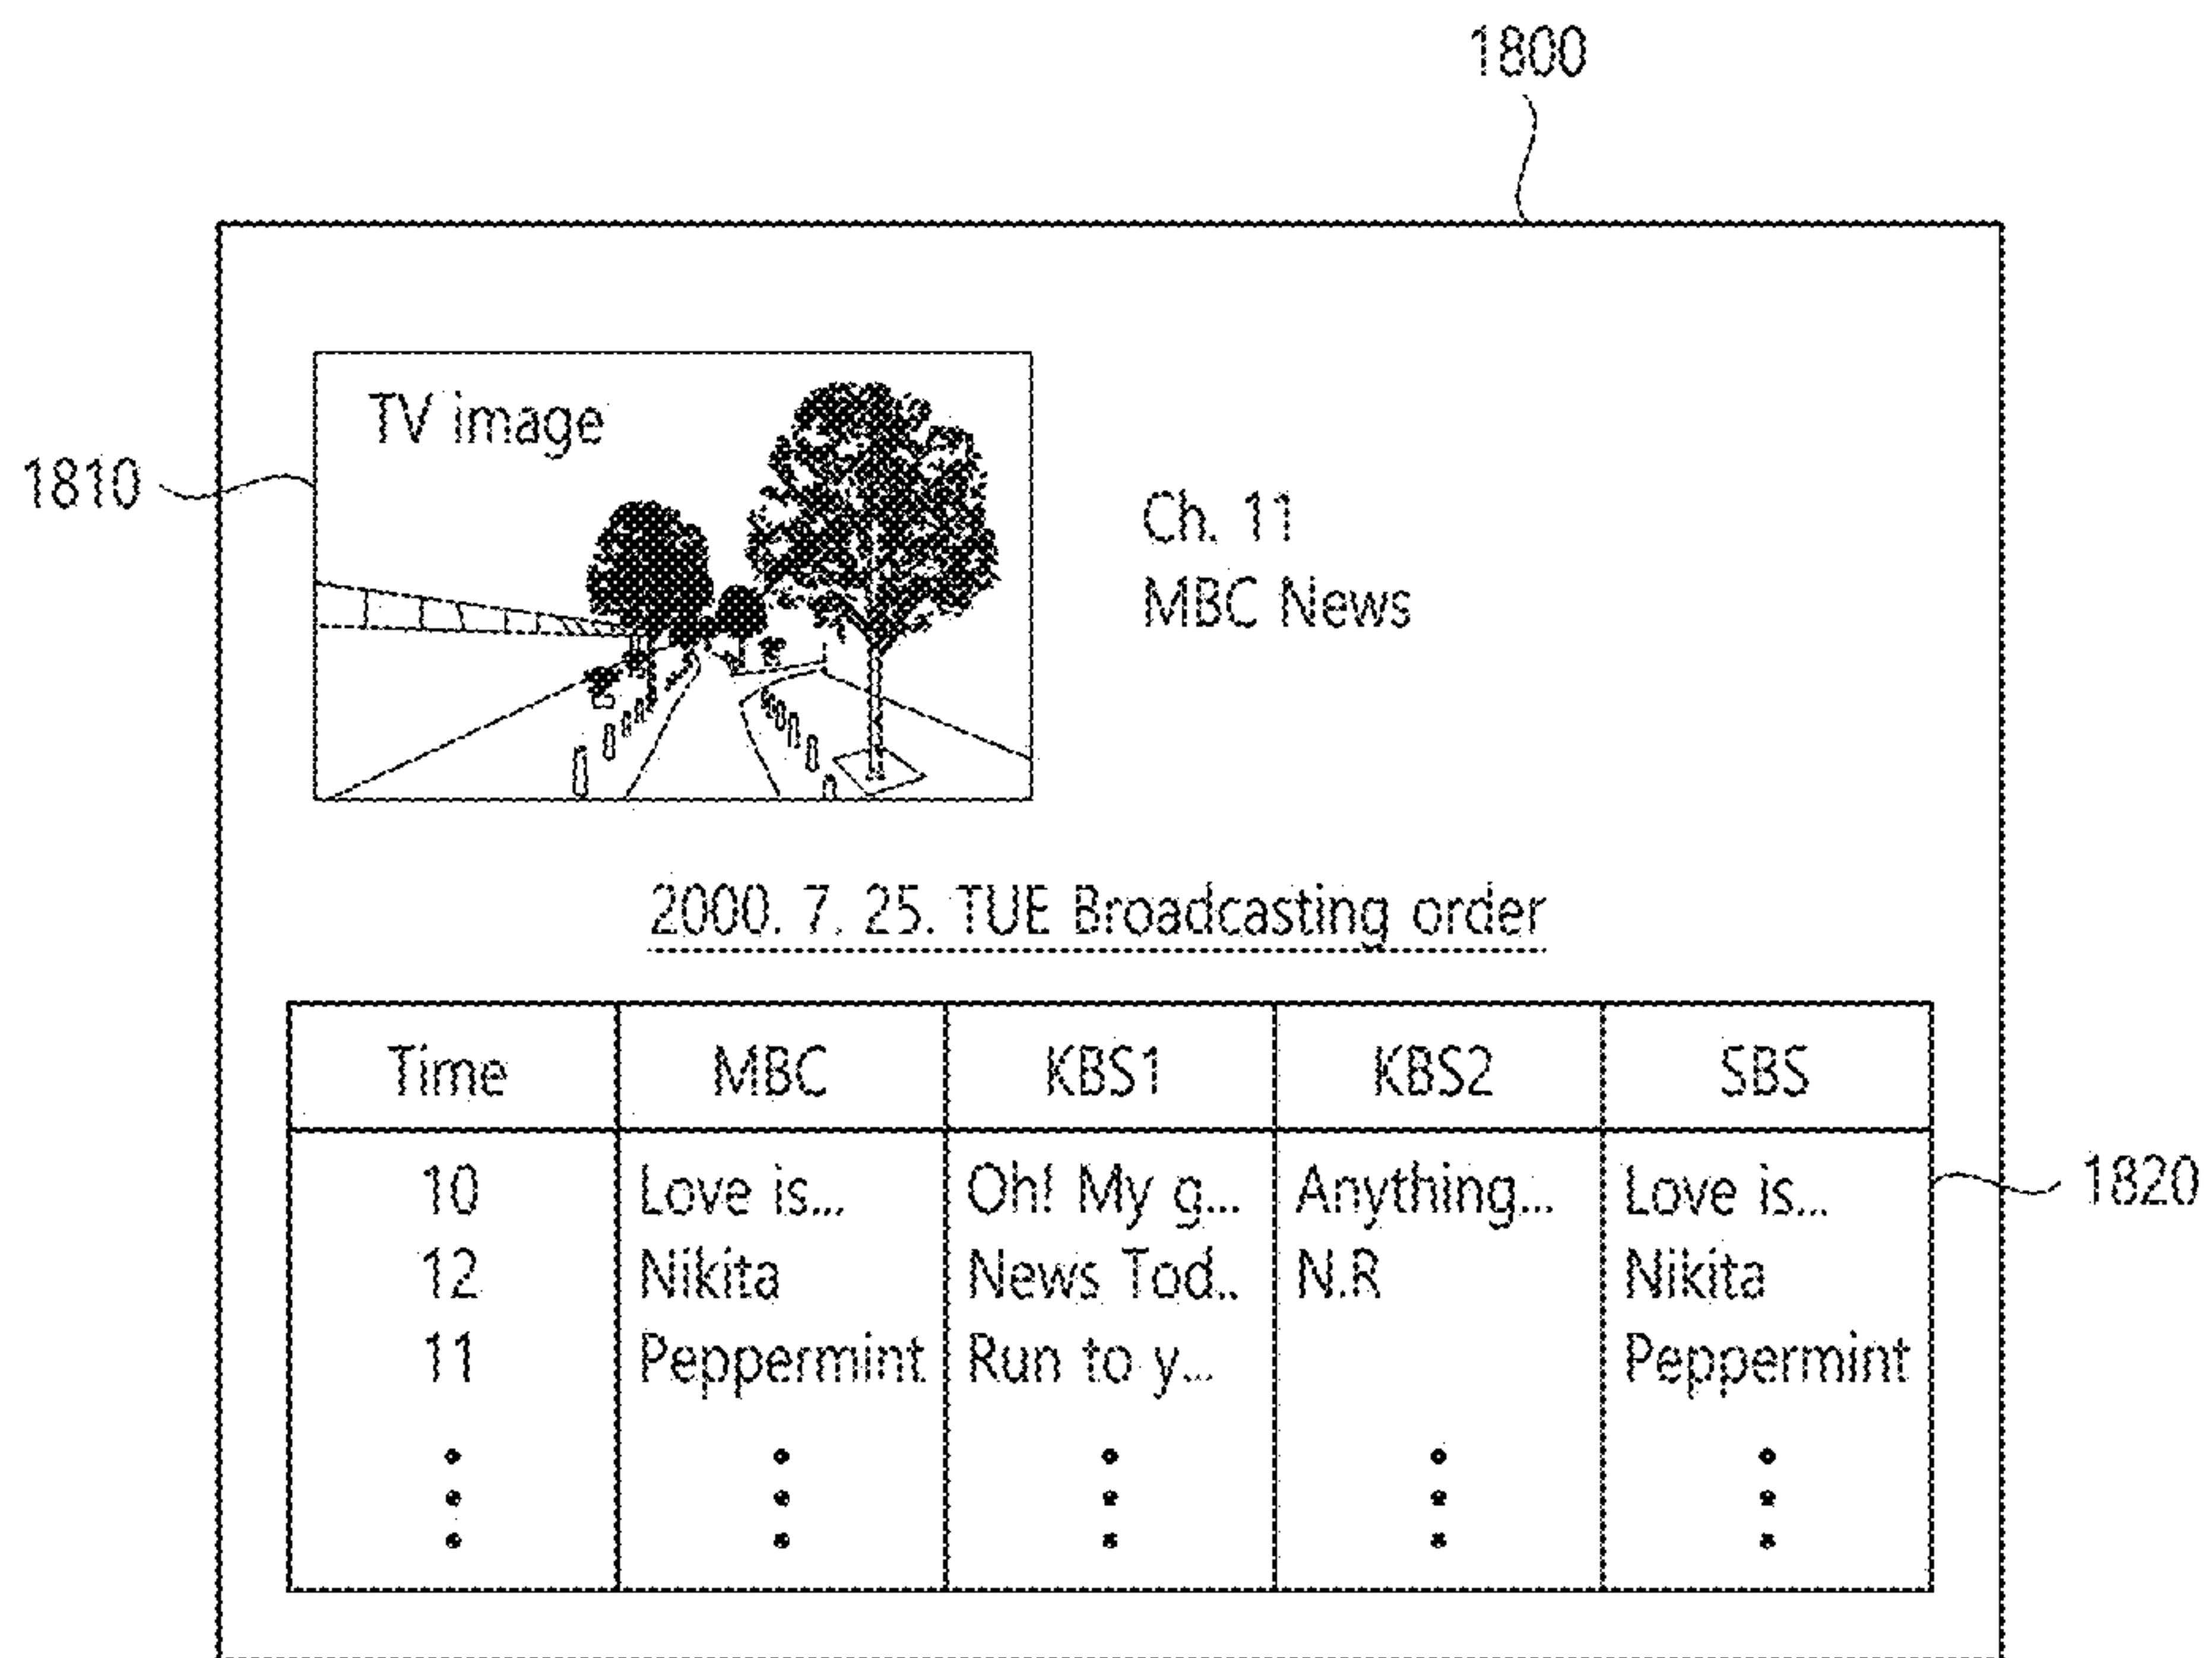 1800
TV image
1810
Ch. 11
MBC News
2000. 7. 25. TUE Broadcasting order
Time MBC KBS1 KBS2 SBS
10 Love is... Oh! My g... Anything... Love is...
1820
12 Nikita News Tod.. N.R Nikita
11 Peppermint Run to y... Peppermint